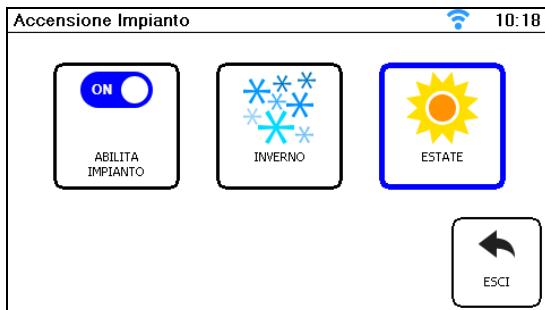 Accensione Impianto
10:18
ON
ABILITA
IMPIANTO
INVERNO
ESTATE
ESCI